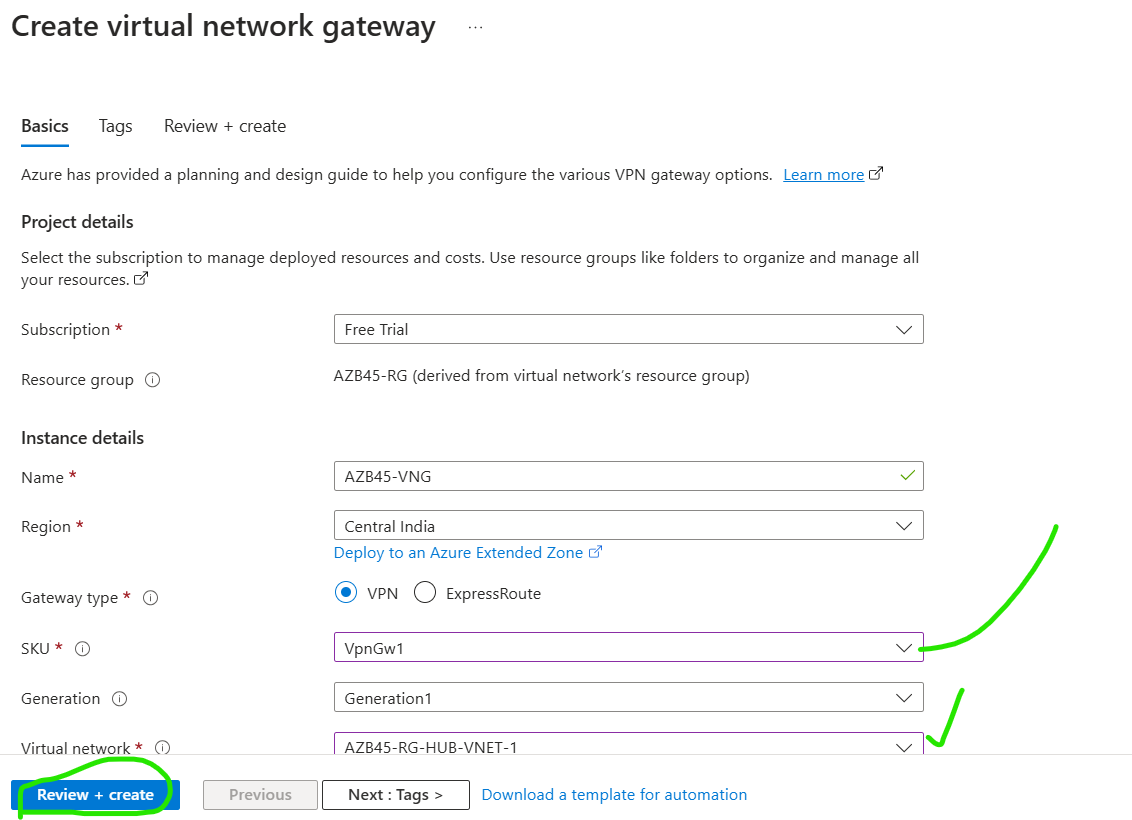 Create virtual network gateway ...
Basics Tags Review + create
Azure has provided a planning and design guide to help you configure the various VPN gateway options. Learn more
Project details
Select the subscription to manage deployed resources and costs. Use resource groups like folders to organize and manage all
your resources.
Subscription * Free Trial
Resource group AZB45-RG (derived from virtual network's resource group)
Instance details
Name * AZB45-VNG
Region * Central India
Deploy to an Azure Extended Zone
Gateway type * VPN ExpressRoute
SKU * VpnGw1
Generation Generation1
Virtual network * AZB45-RG-HUB-VNET-1
Review + create Previous Next : Tags > Download a template for automation